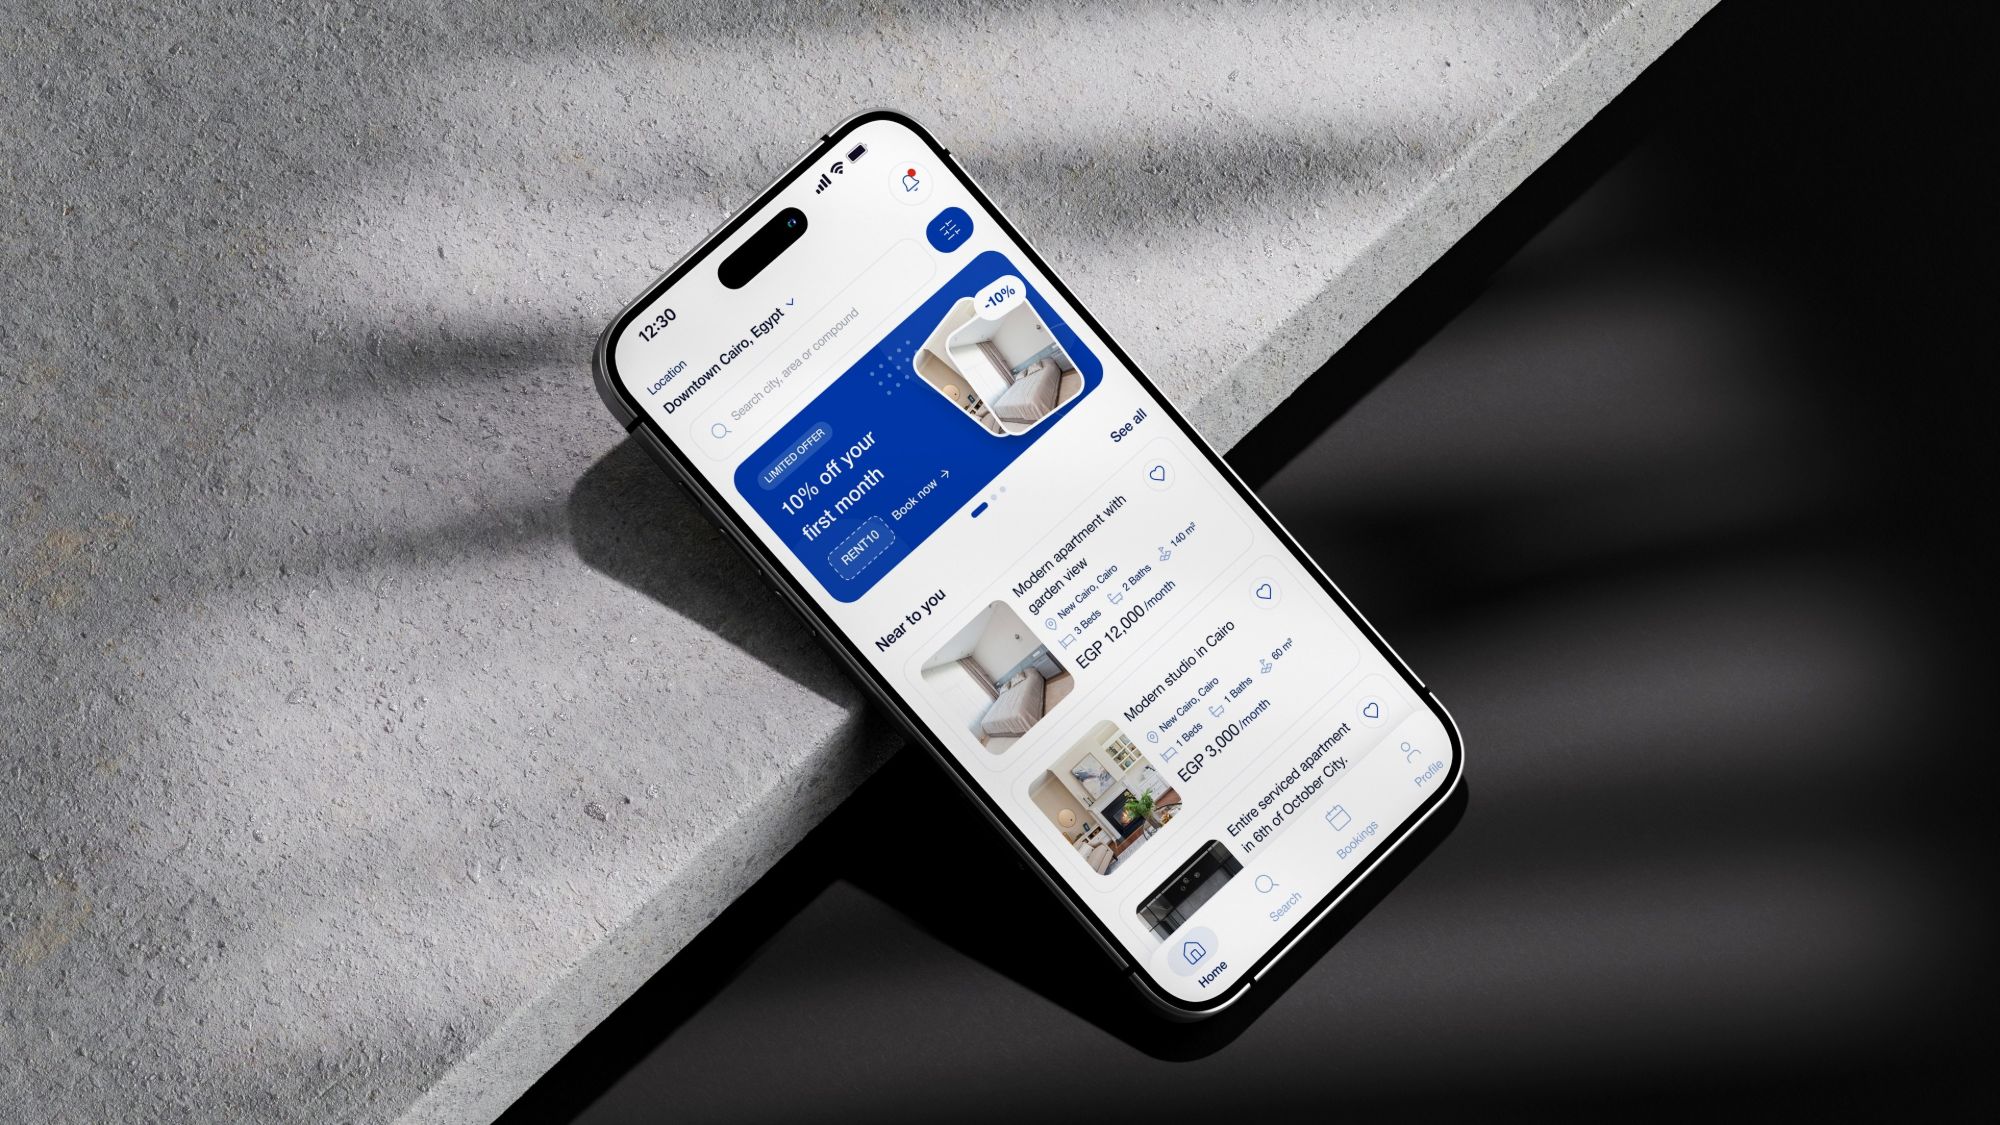 12:30
Location
Downtown Cairo, Egypt
Search city, area or compound
LIMITED OFFER
10% off your
first month
RENT10
Book now
-10%
Near to you
See all
Modern apartment with
garden view
New Cairo, Cairo
3 Beds
2 Baths
140 m²
EGP 12,000/month
Modern studio in Cairo
New Cairo, Cairo
1 Beds
1 Baths
60 m²
EGP 3,000/month
Entire serviced apartment
in 6th of October City.
Home
Search
Bookings
Profile